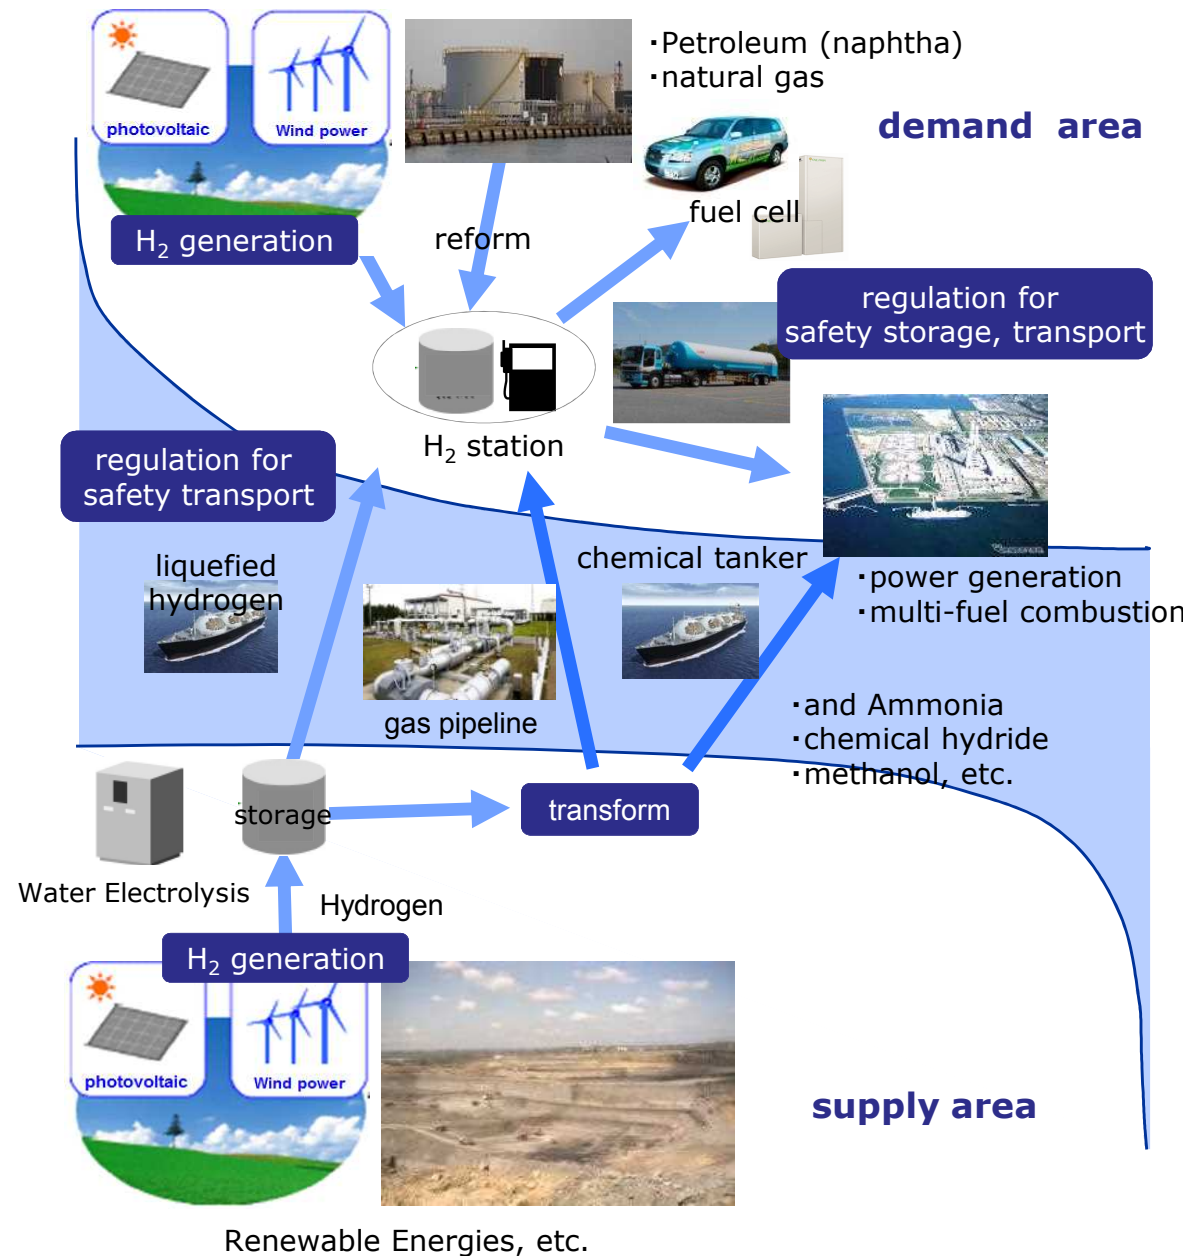 photovoltaic
Wind power
・Petroleum (naphtha)
・natural gas
demand area
fuel cell
H₂ generation
reform
regulation for
safety storage, transport
H₂ station
regulation for
safety transport
liquefied
hydrogen
chemical tanker
・power generation
・multi-fuel combustion
gas pipeline
・and Ammonia
・chemical hydride
・methanol, etc.
storage
transform
Water Electrolysis
Hydrogen
H₂ generation
photovoltaic
Wind power
supply area
Renewable Energies, etc.